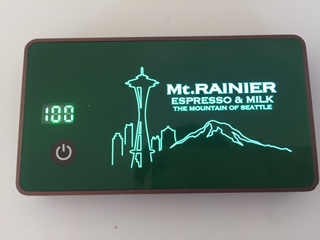 Mt.RAINIER
ESPRESSO & MILK
THE MOUNTAIN OF SEATTLE
100